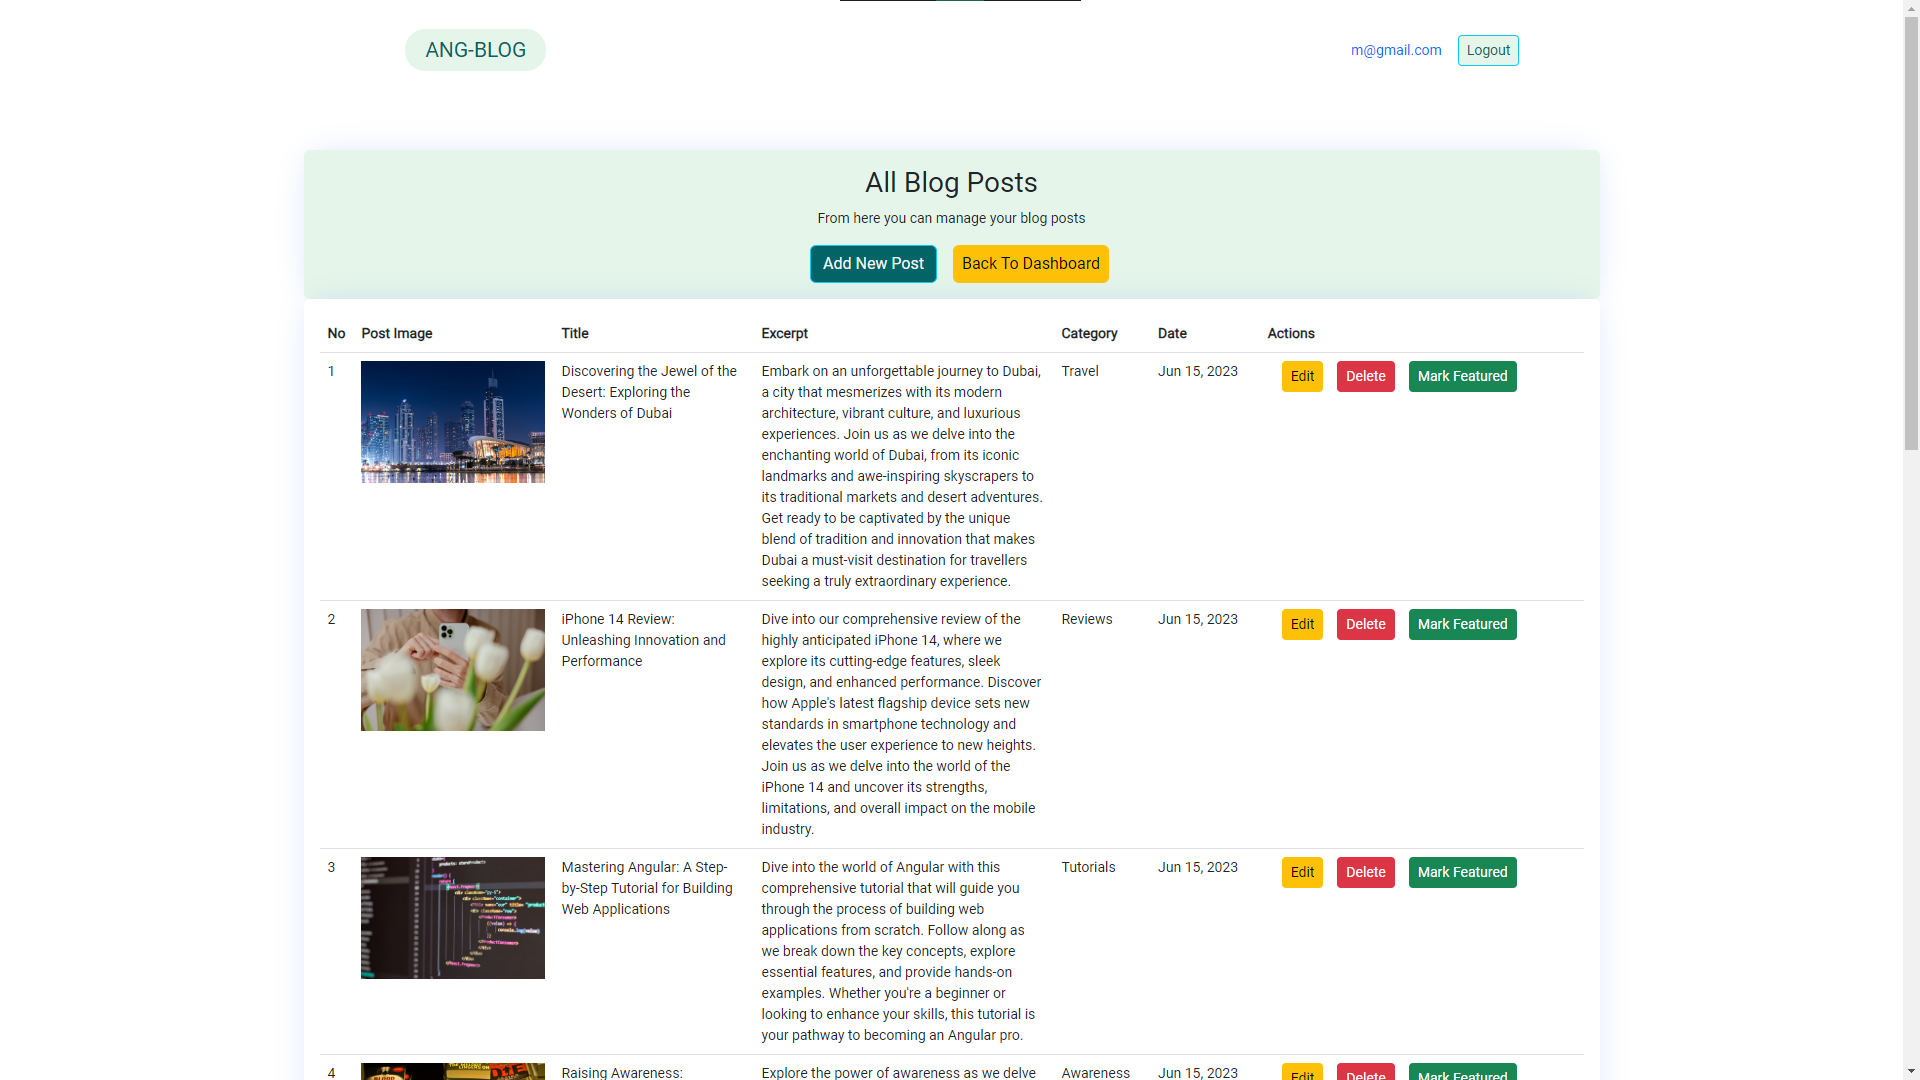 ANG-BLOG
m@gmail.com Logout
All Blog Posts
From here you can manage your blog posts
Add New Post Back To Dashboard
No Post Image Title Excerpt Category Date Actions
1
Discovering the Jewel of the
Desert: Exploring the
Wonders of Dubai
Embark on an unforgettable journey to Dubai,
a city that mesmerizes with its modern
architecture, vibrant culture, and luxurious
experiences. Join us as we delve into the
enchanting world of Dubai, from its iconic
landmarks and awe-inspiring skyscrapers to
its traditional markets and desert adventures.
Get ready to be captivated by the unique
blend of tradition and innovation that makes
Dubai a must-visit destination for travellers
seeking a truly extraordinary experience.
Travel
Jun 15, 2023
Edit Delete Mark Featured
2
iPhone 14 Review:
Unleashing Innovation and
Performance
Dive into our comprehensive review of the
highly anticipated iPhone 14, where we
explore its cutting-edge features, sleek
design, and enhanced performance. Discover
how Apple's latest flagship device sets new
standards in smartphone technology and
elevates the user experience to new heights.
Join us as we delve into the world of the
iPhone 14 and uncover its strengths,
limitations, and overall impact on the mobile
industry.
Reviews
Jun 15, 2023
Edit Delete Mark Featured
3
Mastering Angular: A Step-
by-Step Tutorial for Building
Web Applications
Dive into the world of Angular with this
comprehensive tutorial that will guide you
through the process of building web
applications from scratch. Follow along as
we break down the key concepts, explore
essential features, and provide hands-on
examples. Whether you're a beginner or
looking to enhance your skills, this tutorial is
your pathway to becoming an Angular pro.
Tutorials
Jun 15, 2023
Edit Delete Mark Featured
4
Raising Awareness:
Explore the power of awareness as we delve
Awareness
Jun 15, 2023
Edit Delete Mark Featured